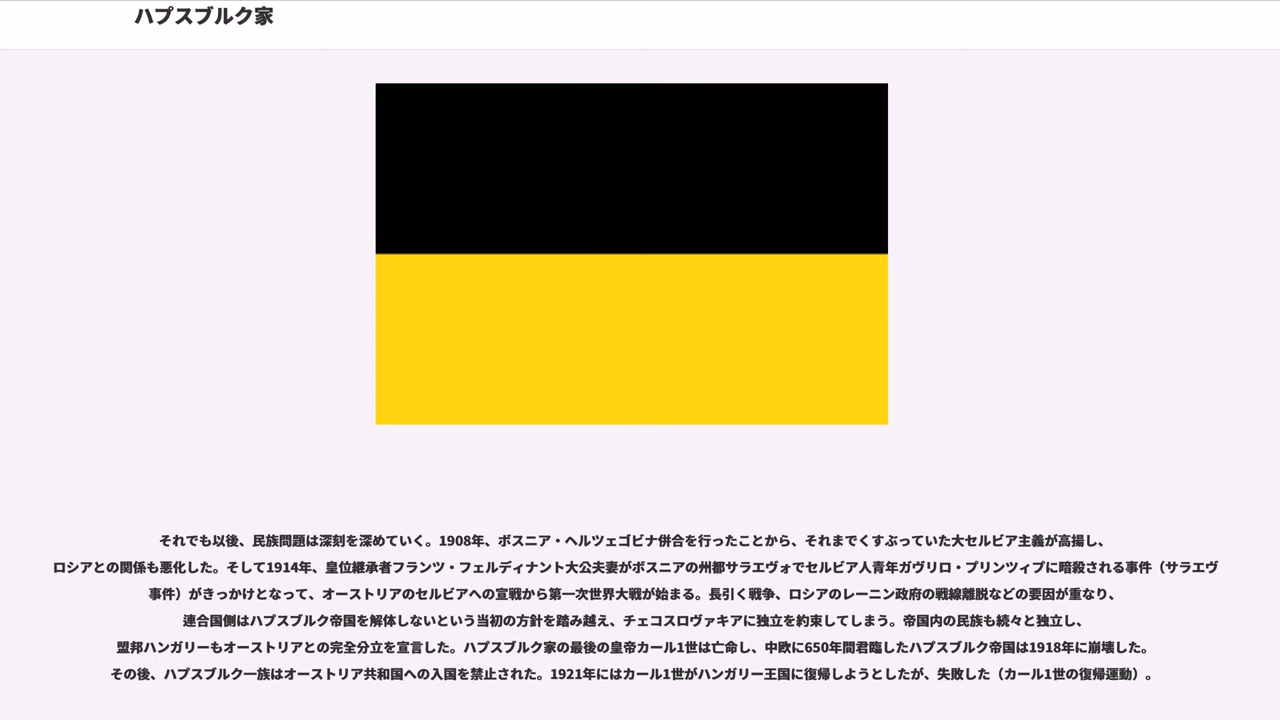 ハプスブルク家
それでも以後、民族問題は深刻を深めていく。1908年、ボスニア・ヘルツェゴビナ併合を行ったことから、それまでくすぶっていた大セルビア主義が高揚し、
ロシアとの関係も悪化した。そして1914年、皇位継承者フランツ・フェルディナント大公夫妻がボスニアの州都サラエヴォでセルビア人青年ガヴリロ・プリンツィプに暗殺される事件（サラエヴ
事件）がきっかけとなって、オーストリアのセルビアへの宣戦から第一次世界大戦が始まる。長引く戦争、ロシアのレーニン政府の戦線離脱などの要因が重なり、
連合国側はハプスブルク帝国を解体しないという当初の方針を踏み越え、チェコスロヴァキアに独立を約束してしまう。帝国内の民族も続々と独立し、
盟邦ハンガリーもオーストリアとの完全分立を宣言した。ハプスブルク家の最後の皇帝カール1世は亡命し、中欧に650年間君臨したハプスブルク帝国は1918年に崩壊した。
その後、ハプスブルク一族はオーストリア共和国への入国を禁止された。1921年にはカール1世がハンガリー王国に復帰しようとしたが、失敗した（カール1世の復帰運動）。